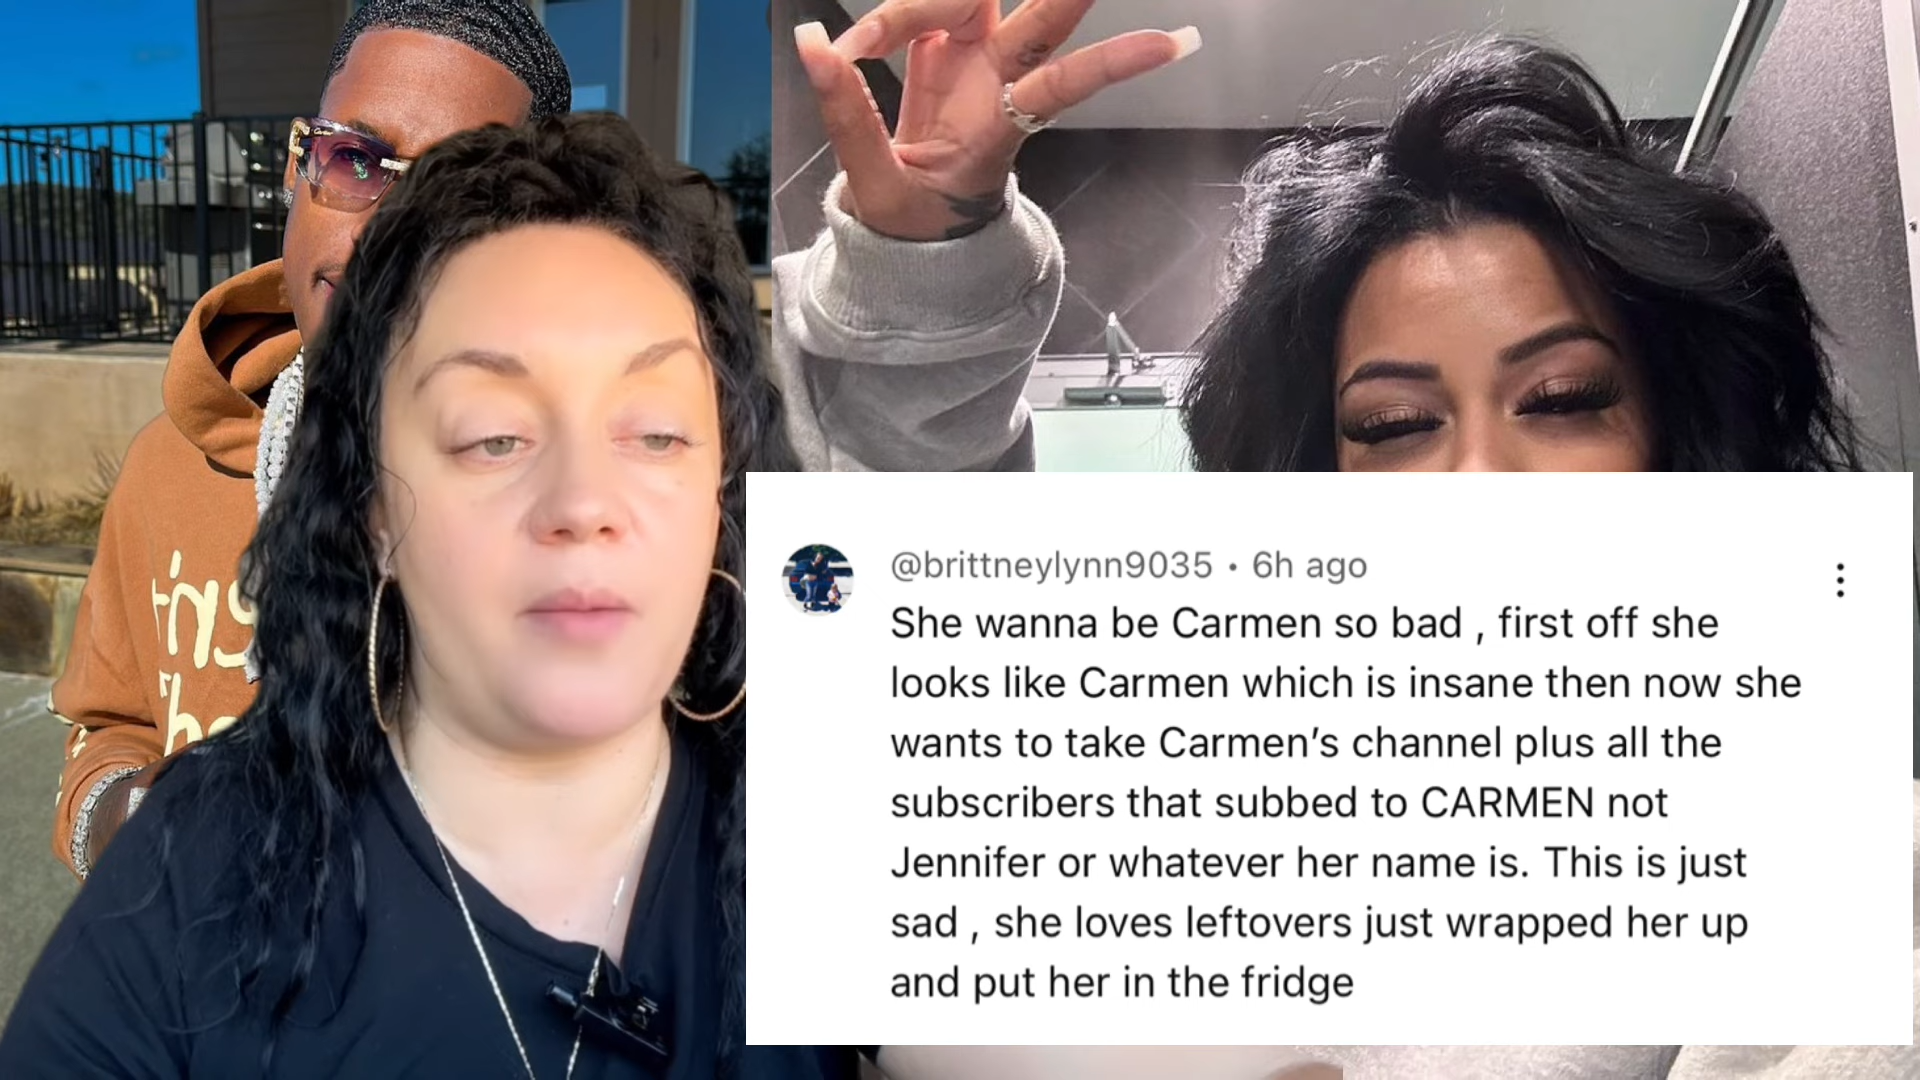 @brittneylynn9035 • 6h ago
She wanna be Carmen so bad , first off she
looks like Carmen which is insane then now she
wants to take Carmen’s channel plus all the
subscribers that subbed to CARMEN not
Jennifer or whatever her name is. This is just
sad , she loves leftovers just wrapped her up
and put her in the fridge